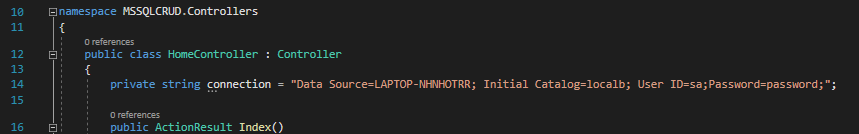 10 namespace MSSQLCRUD.Controllers
11 {
0 references
12 public class HomeController : Controller
13 {
14 private string connection = "Data Source=LAPTOP-NHNHOTRR; Initial Catalog=localb; User ID=sa;Password=password;";
15
0 references
16 public ActionResult Index()